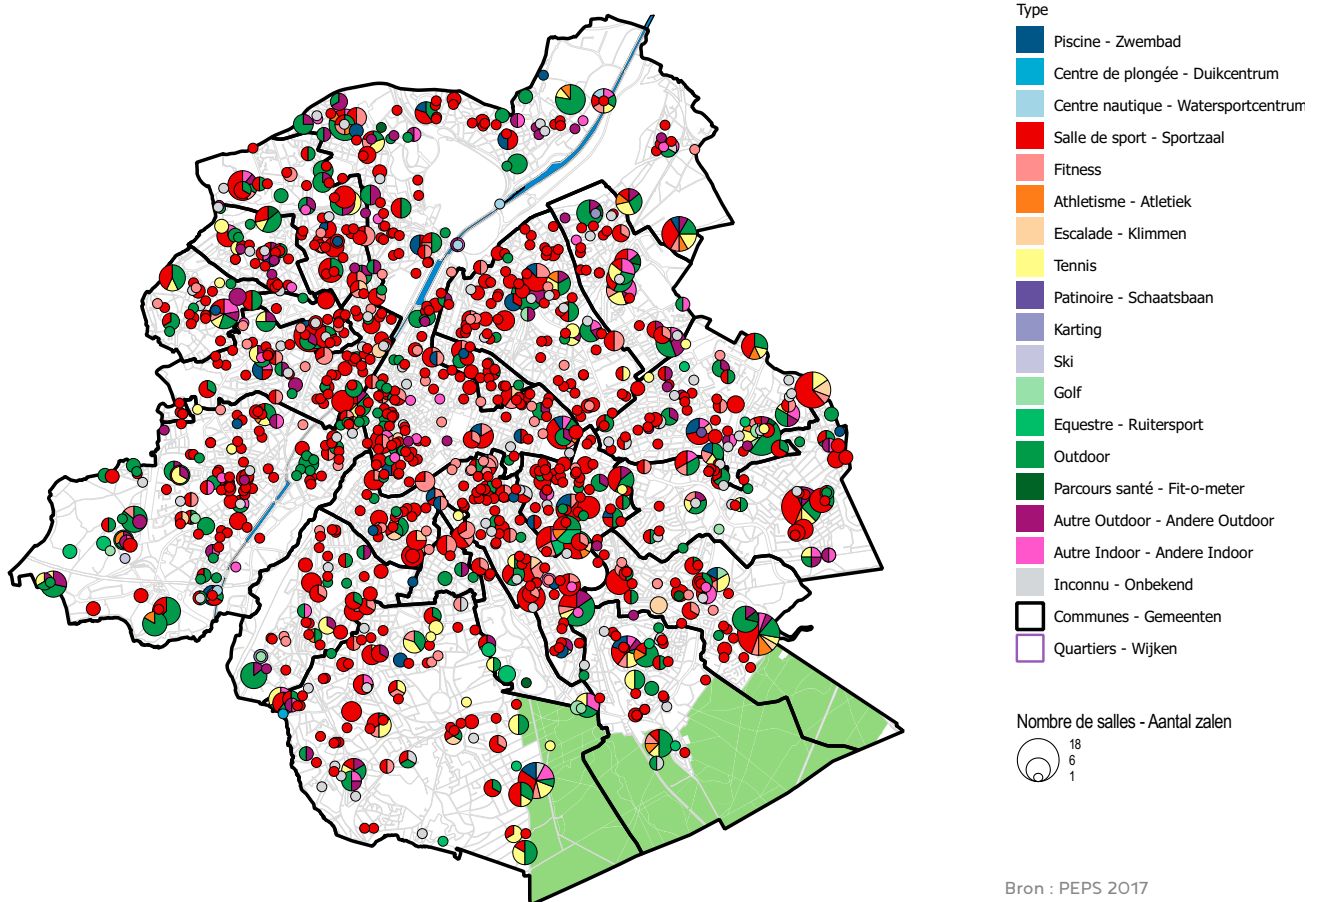 Type
Piscine - Zwembad
Centre de plongée - Duikcentrum
Centre nautique - Watersportcentrum
Salle de sport - Sportzaal
Fitness
Athletisme - Atletiek
Escalade - Klimmen
Tennis
Patinoire - Schaatsbaan
Karting
Ski
Golf
Equestre - Ruitersport
Outdoor
Parcours santé - Fit-o-meter
Autre Outdoor - Andere Outdoor
Autre Indoor - Andere Indoor
Inconnu - Onbekend
Communes - Gemeenten
Quartiers - Wijken
Nombre de salles - Aantal zalen
18
6
1
Bron : PEPS 2017